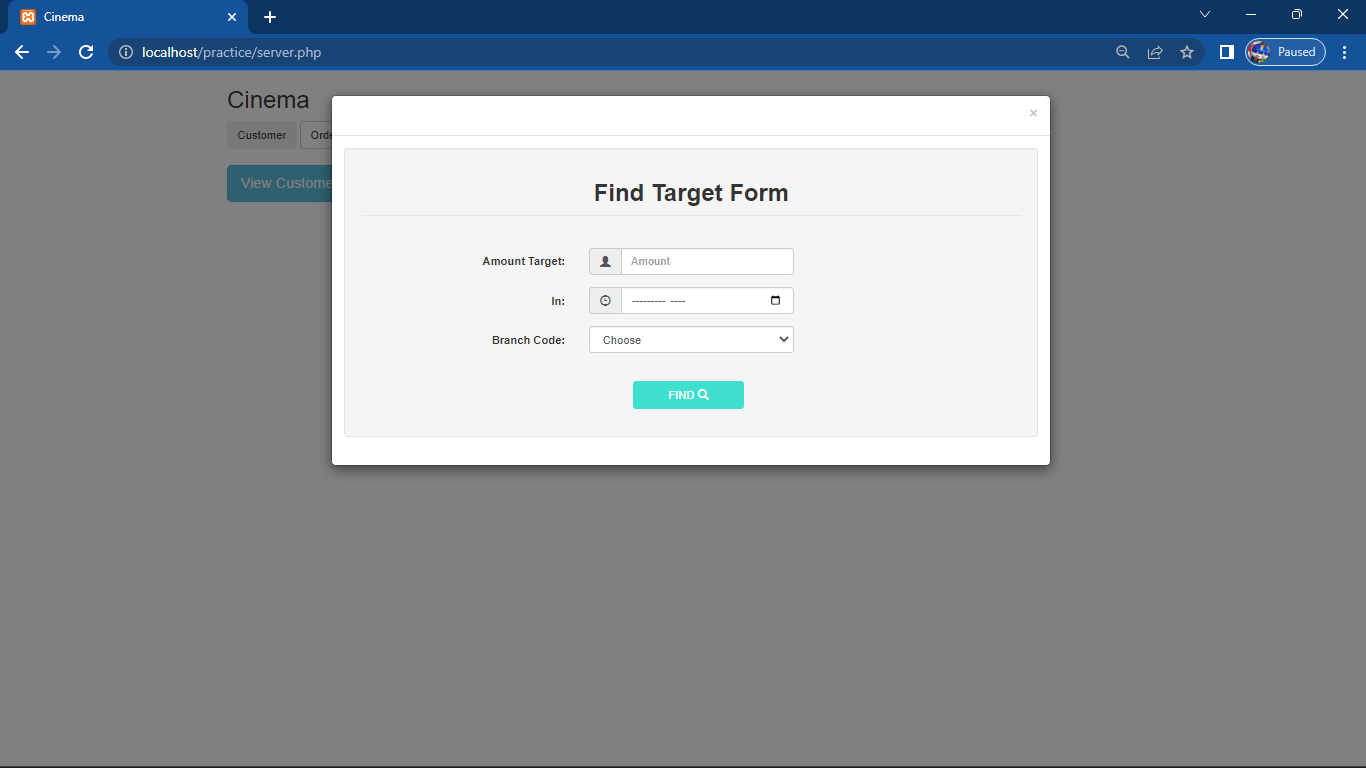 Cinema
localhost/practice/server.php
Paused
Cinema
Customer
Orde
View Custome
×
Find Target Form
Amount Target:
Amount
In:
--------- ----
Branch Code:
Choose
FIND